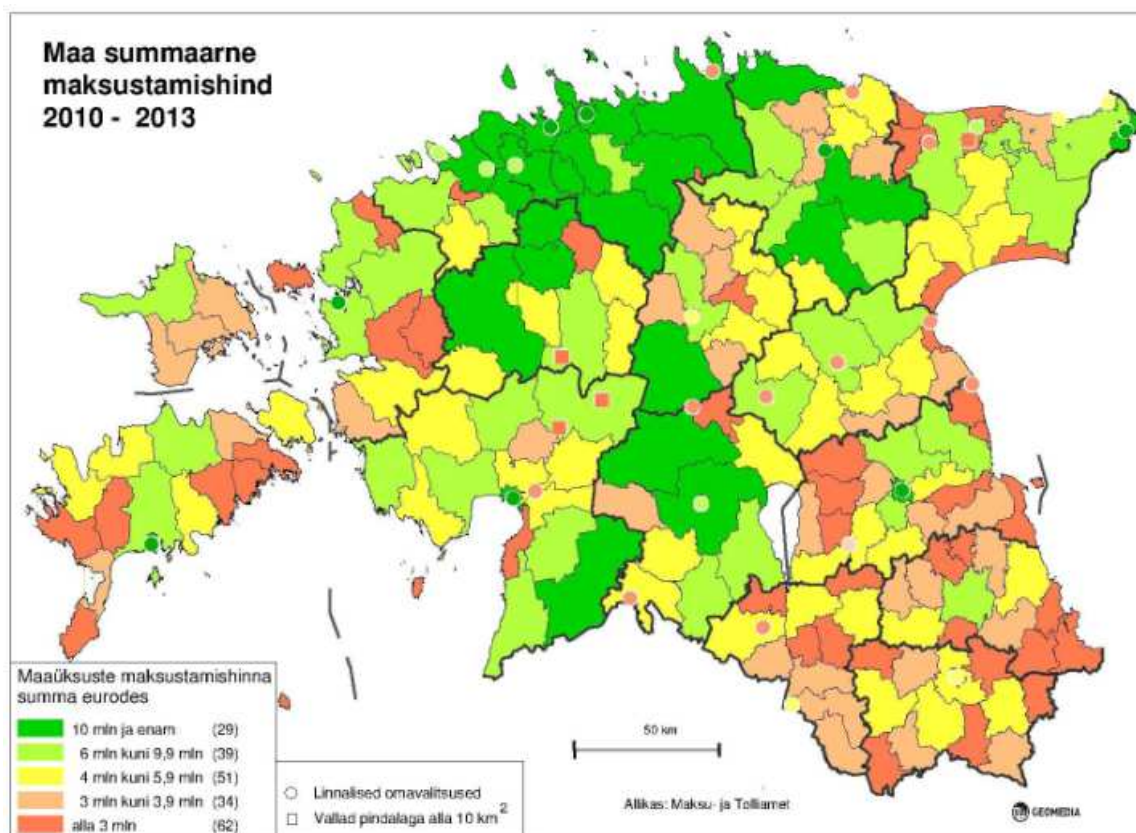 Maa summaarne
maksustamishind
2010 - 2013
Maaüksuste maksustamishinna
summa eurodes
10 mln ja enam (29)
6 mln kuni 9,9 mln (39)
4 mln kuni 5,9 mln (51)
3 mln kuni 3,9 mln (34)
alla 3 mln (62)
Linnalised omavalitsused
Vallad pindalaga alla 10 km²
50 km
Allikas: Maksu- ja Tolliamet
GEOMEDIA